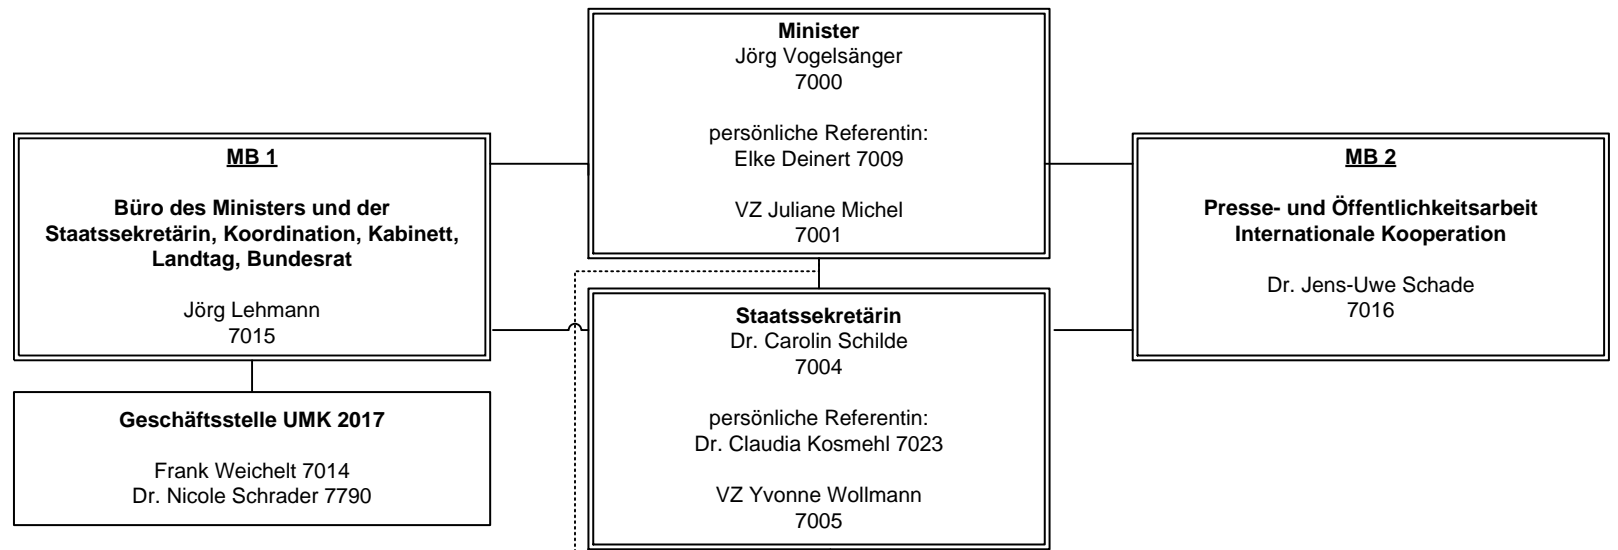 Minister
Jörg Vogelsänger
7000
persönliche Referentin:
Elke Deinert 7009
VZ Juliane Michel
7001
MB 1
Büro des Ministers und der
Staatssekretärin, Koordination, Kabinett,
Landtag, Bundesrat
Jörg Lehmann
7015
MB 2
Presse- und Öffentlichkeitsarbeit
Internationale Kooperation
Dr. Jens-Uwe Schade
7016
Staatssekretärin
Dr. Carolin Schilde
7004
persönliche Referentin:
Dr. Claudia Kosmehl 7023
VZ Yvonne Wollmann
7005
Geschäftsstelle UMK 2017
Frank Weichelt 7014
Dr. Nicole Schrader 7790